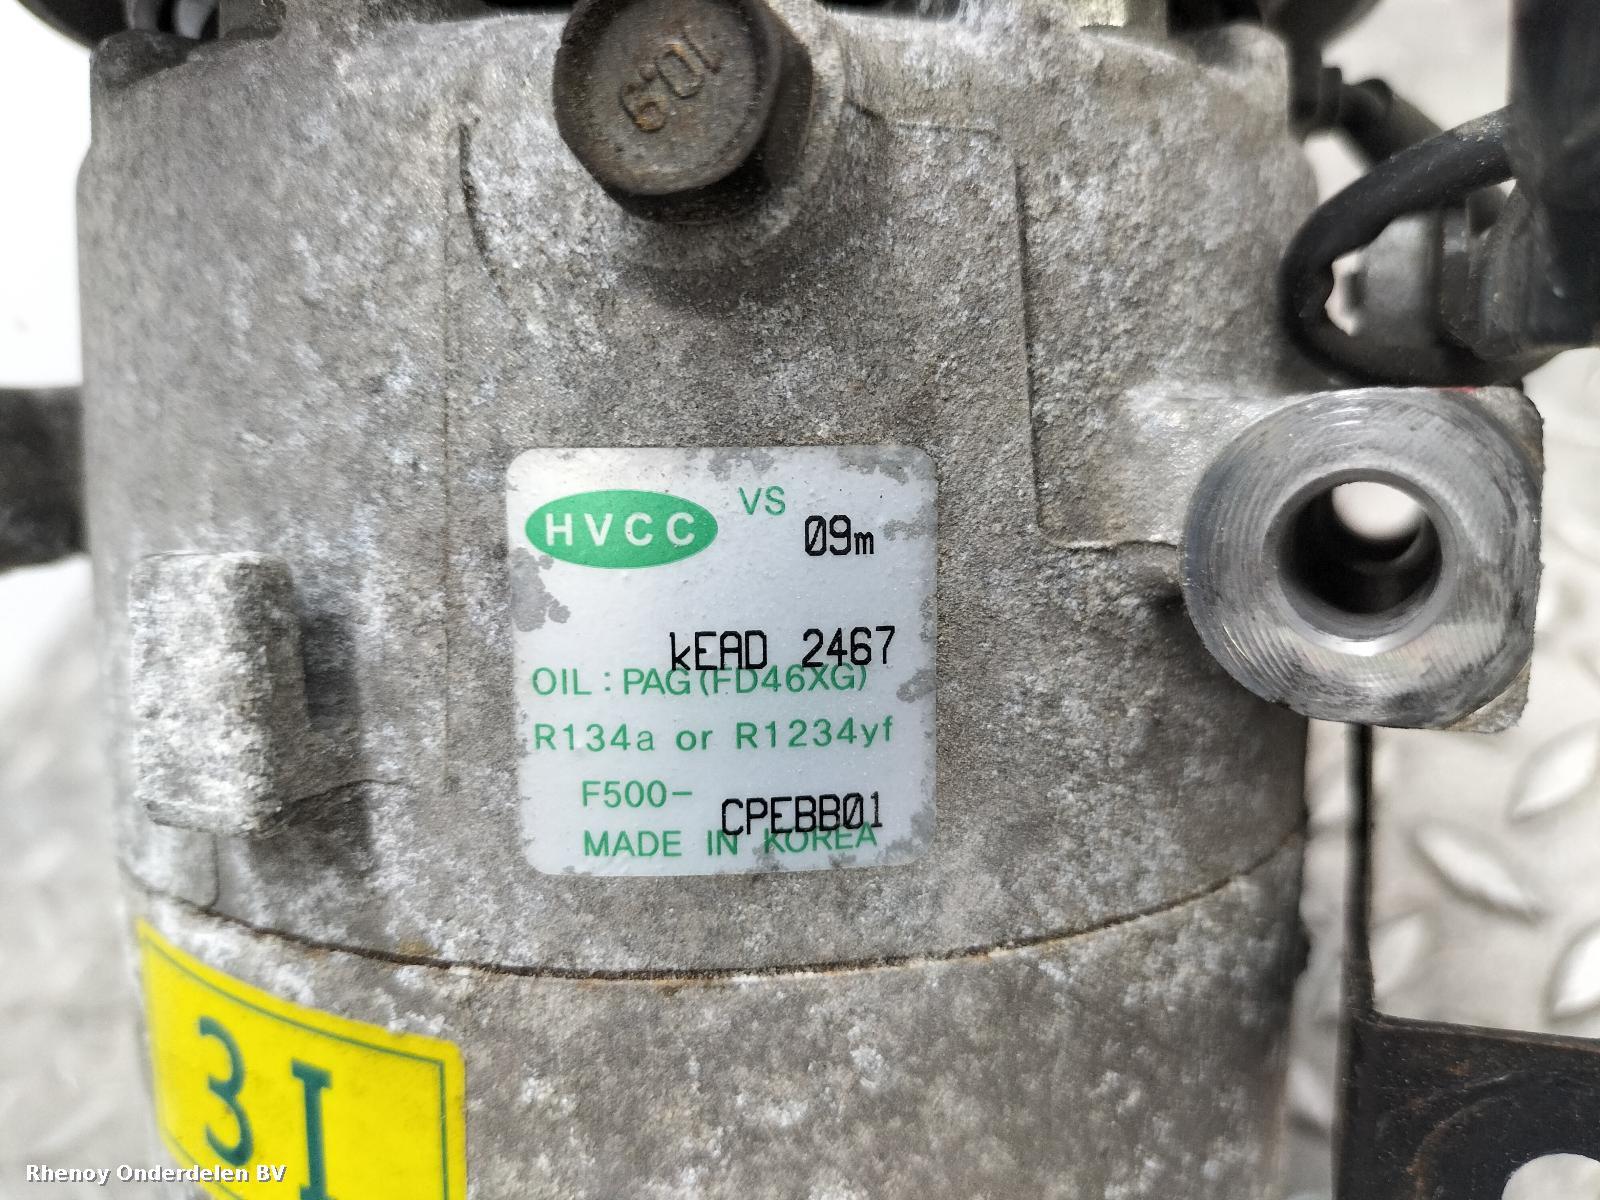 10.9
HVCC VS
09m
kEAD 2467
OIL : PAG (FD46XG)
R134a or R1234yf
F500- CPEBB01
MADE IN KOREA
3I
Rhenoy Onderdelen BV